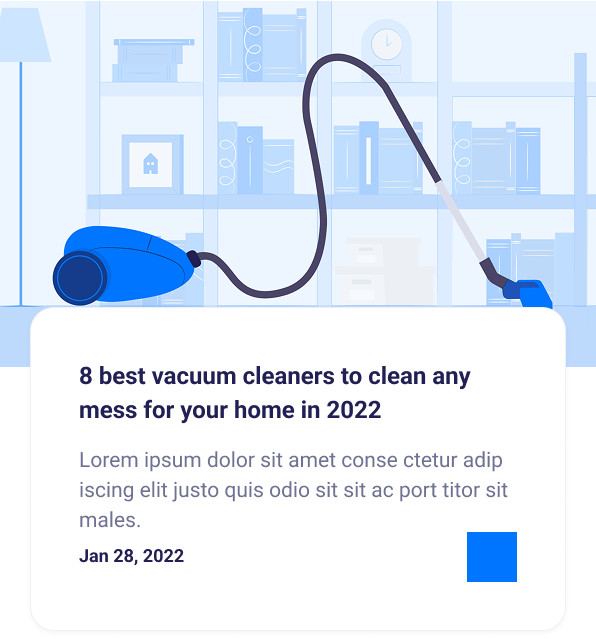 8 best vacuum cleaners to clean any
mess for your home in 2022
Lorem ipsum dolor sit amet conse ctetur adip
iscing elit justo quis odio sit sit ac port titor sit
males.
Jan 28, 2022